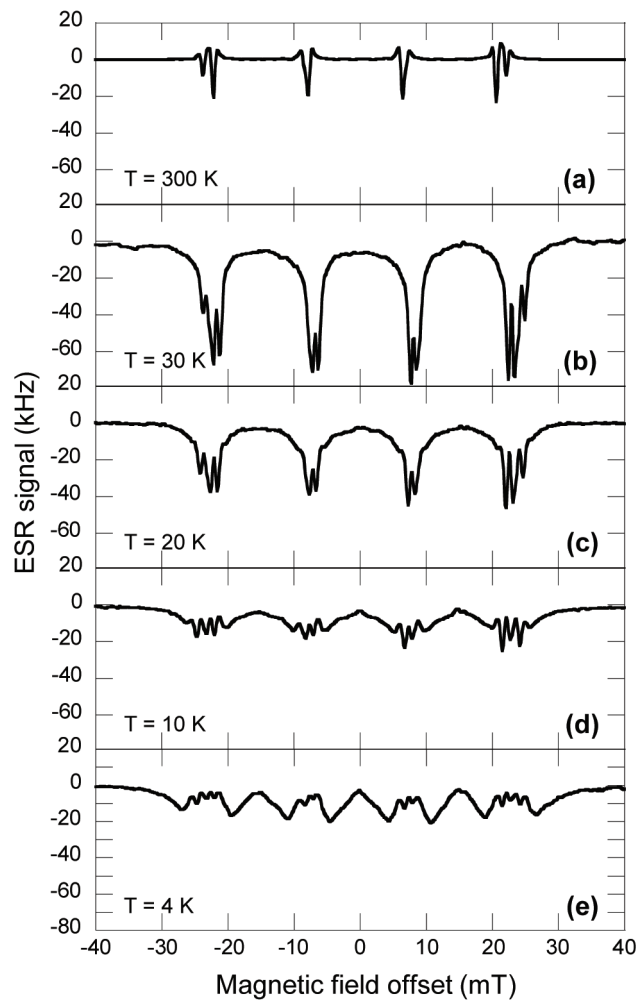 20
0
-20
-40
-60
T = 300 K
(a)
20
0
-20
-40
-60
T = 30 K
(b)
20
0
-20
-40
-60
T = 20 K
(c)
20
0
-20
-40
-60
T = 10 K
(d)
20
0
-20
-40
-60
-80
T = 4 K
(e)
-40 -30 -20 -10 0 10 20 30 40
Magnetic field offset (mT)
ESR signal (kHz)